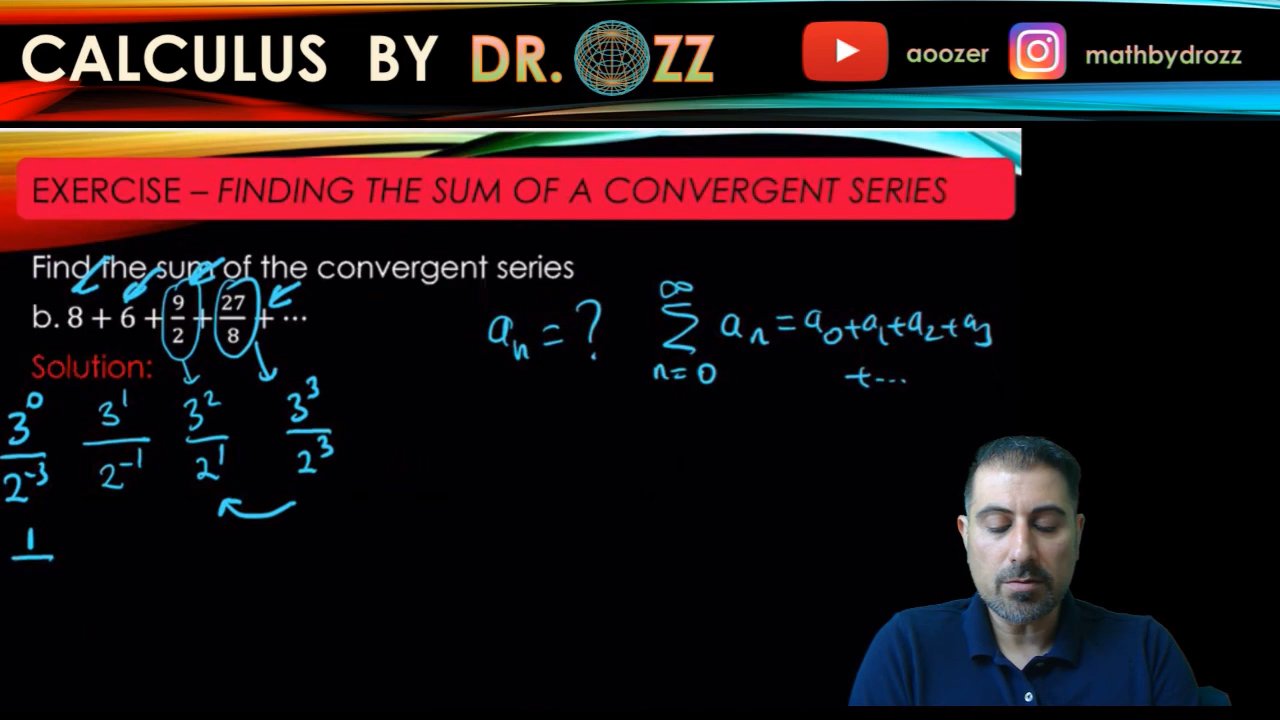 CALCULUS BY DR. OZZ
aoozer
mathbydrozz
EXERCISE – FINDING THE SUM OF A CONVERGENT SERIES
Find the sum of the convergent series
b. 8 + 6 + 9/2 + 27/8 + ⋯
Solution:
aₙ = ?
∞
∑ aₙ = a₀ + a₁ + a₂ + a₃
n = 0
+ ...
3⁰/2⁻³ 3¹/2⁻¹ 3²/2¹ 3³/2³
1